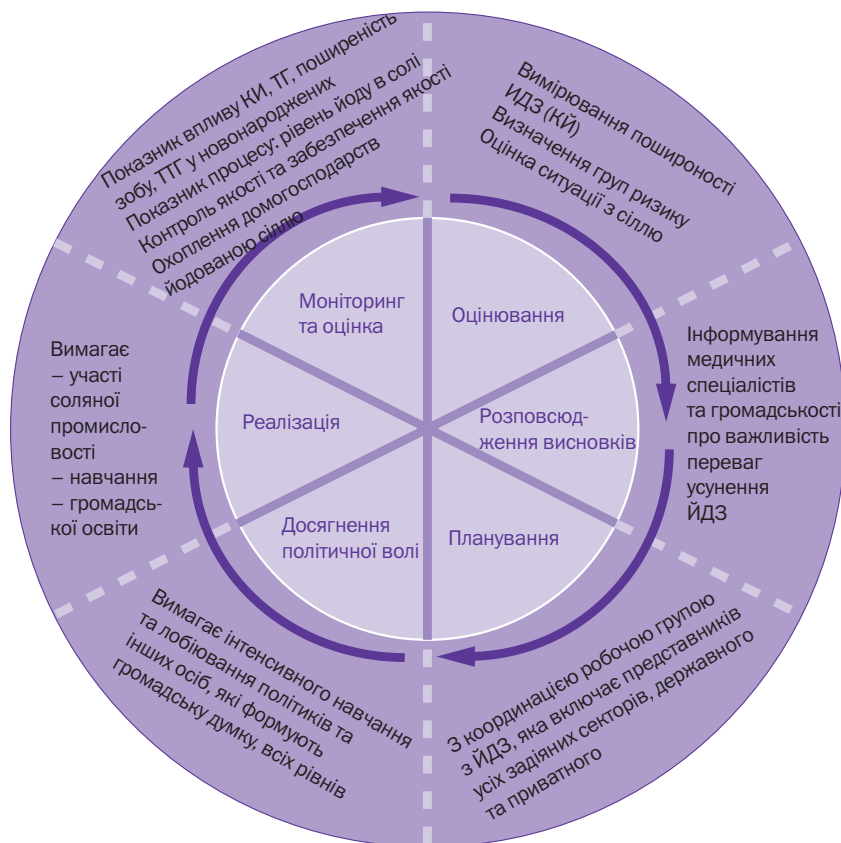 Показник впливу КИ, ТГ, поширеність
зобу, ТТГ у новонароджених
Показник процесу: рівень йоду в солі
Контроль якості та забезпечення якості
Охоплення домогосподарств
йодованою сіллю
Вимірювання пошироності
ИДЗ (КЙ)
Визначення груп ризику
Оцінка ситуації з сіллю
Моніторинг
та оцінка
Оцінювання
Вимагає
– участі
соляної
промисло-
вості
– навчання
– громадсь-
кої освіти
Реалізація
Розповсюд-
ження висновків
Інформування
медичних
спеціалістів
та громадськості
про важливість
переваг
усунення
ЙДЗ
Досягнення
політичної волі
Планування
Вимагає інтенсивного навчання
та лобіювання політиків та
інших осіб, які формують
громадську думку, всіх рівнів
З координацією робочою групою
з ЙДЗ, яка включає представників
усіх задіяних секторів, державного
та приватного